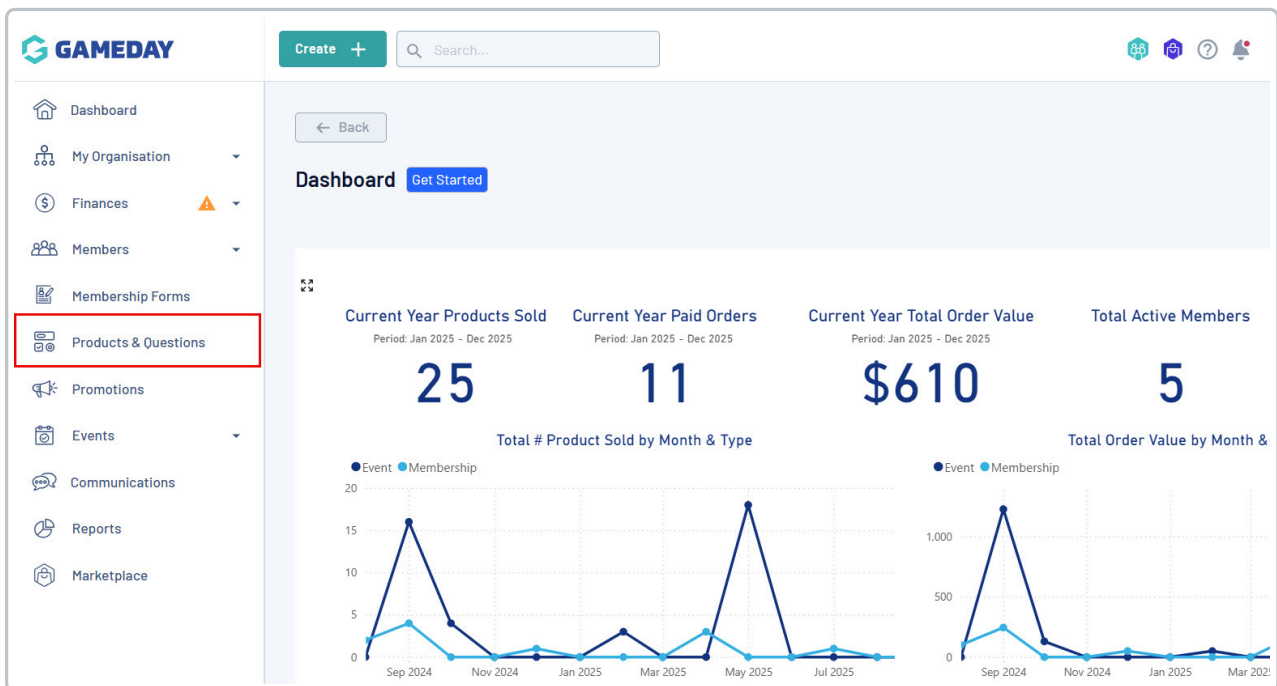 GAMEDAY
Create +
Search...
Dashboard
My Organisation
Finances
Members
Membership Forms
Products & Questions
Promotions
Events
Communications
Reports
Marketplace
← Back
Dashboard Get Started
Current Year Products Sold
Period: Jan 2025 - Dec 2025
25
Current Year Paid Orders
Period: Jan 2025 - Dec 2025
11
Current Year Total Order Value
Period: Jan 2025 - Dec 2025
$610
Total Active Members
5
Total # Product Sold by Month & Type
Event Membership
20
15
10
5
0
Sep 2024 Nov 2024 Jan 2025 Mar 2025 May 2025 Jul 2025
Total Order Value by Month &
Event Membership
1,000
500
0
Sep 2024 Nov 2024 Jan 2025 Mar 202